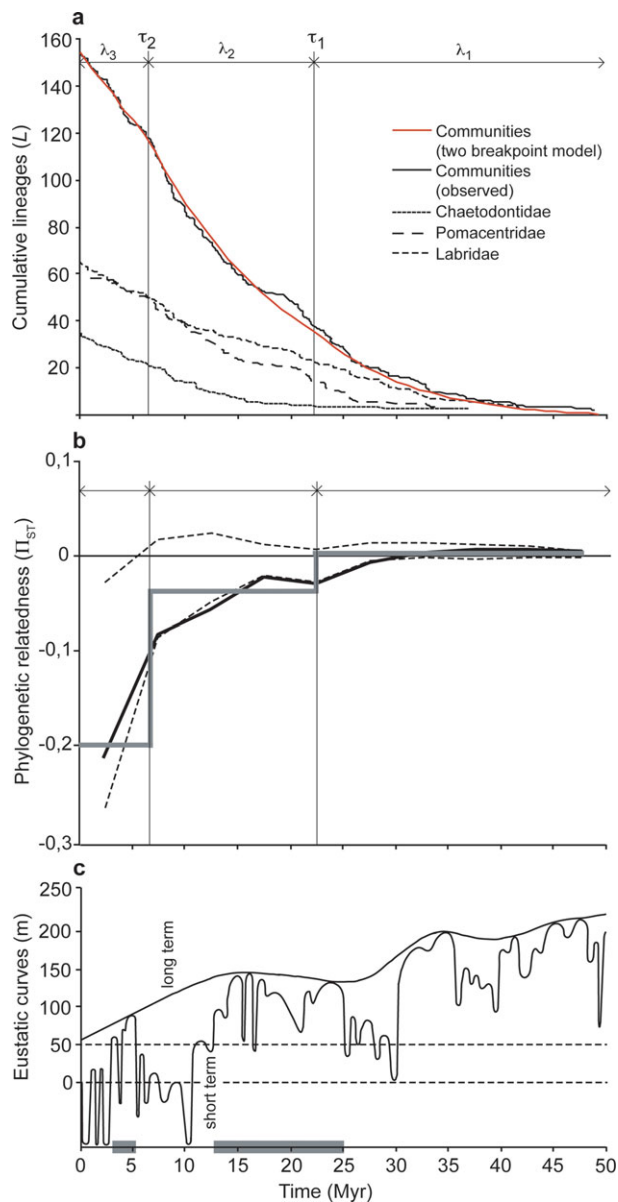 a
λ3 τ2 λ2 τ1 λ1
160
140
120
100
80
60
40
20
Cumulative lineages (L)
Communities
(two breakpoint model)
Communities
(observed)
Chaetodontidae
Pomacentridae
Labridae
b
0,1
0
-0,1
-0,2
-0,3
Phylogenetic relatedness (ΠST)
c
250
200
150
100
50
0
Eustatic curves (m)
long term
short term
0 5 10 15 20 25 30 35 40 45 50
Time (Myr)